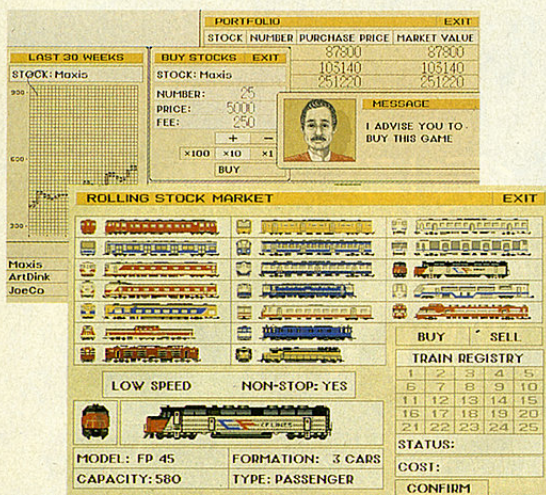 PORTFOLIO EXIT
STOCK NUMBER PURCHASE PRICE MARKET VALUE
87800 87800
103140 103140
251220 251220
LAST 30 WEEKS
STOCK: Maxis
900
600
300
Maxis
ArtDink
JoeCo
BUY STOCKS EXIT
STOCK: Maxis
NUMBER: 25
PRICE: 5000
FEE: 250
+ −
×100 ×10 ×1
BUY
MESSAGE
I ADVISE YOU TO
BUY THIS GAME
ROLLING STOCK MARKET EXIT
BUY SELL
TRAIN REGISTRY
1 2 3 4 5
6 7 8 9 10
11 12 13 14 15
16 17 18 19 20
21 22 23 24 25
STATUS:
COST:
CONFIRM
LOW SPEED NON-STOP: YES
MODEL: FP 45 FORMATION: 3 CARS
CAPACITY: 580 TYPE: PASSENGER